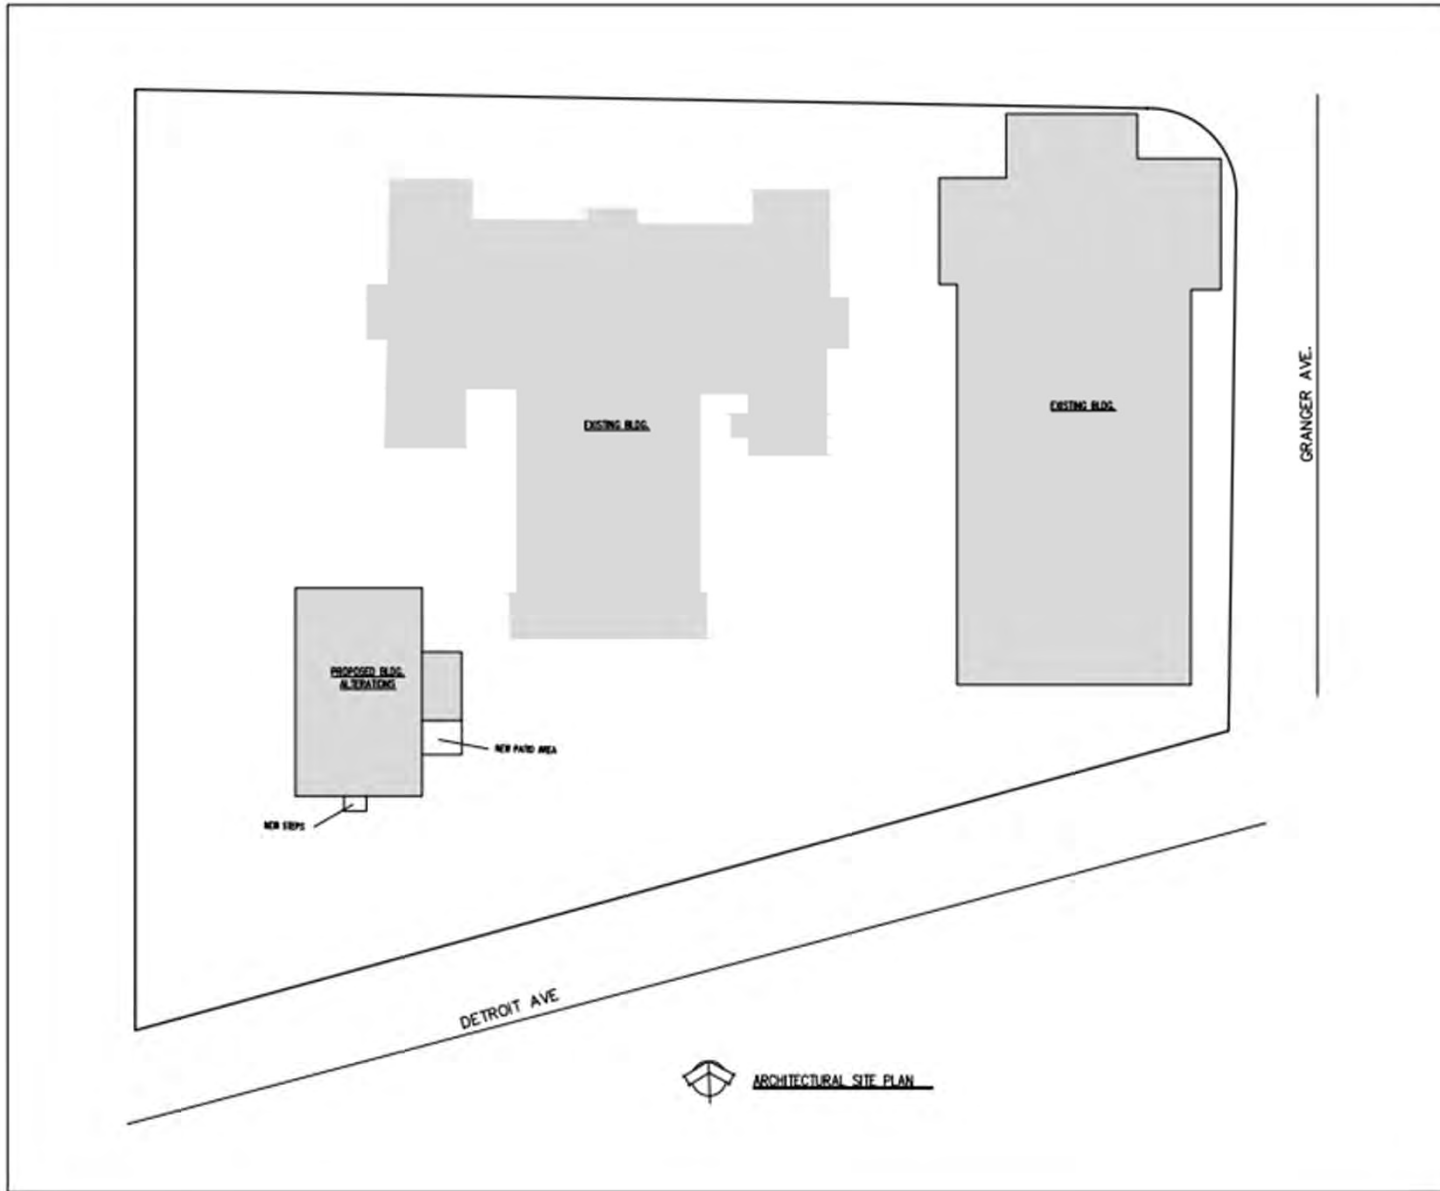 EXISTING BLDG.
GRANGER AVE.
EXISTING BLDG.
PROPOSED BLDG.
ALTERATIONS
NEW PATIO AREA
NEW STEPS
DETROIT AVE
ARCHITECTURAL SITE PLAN